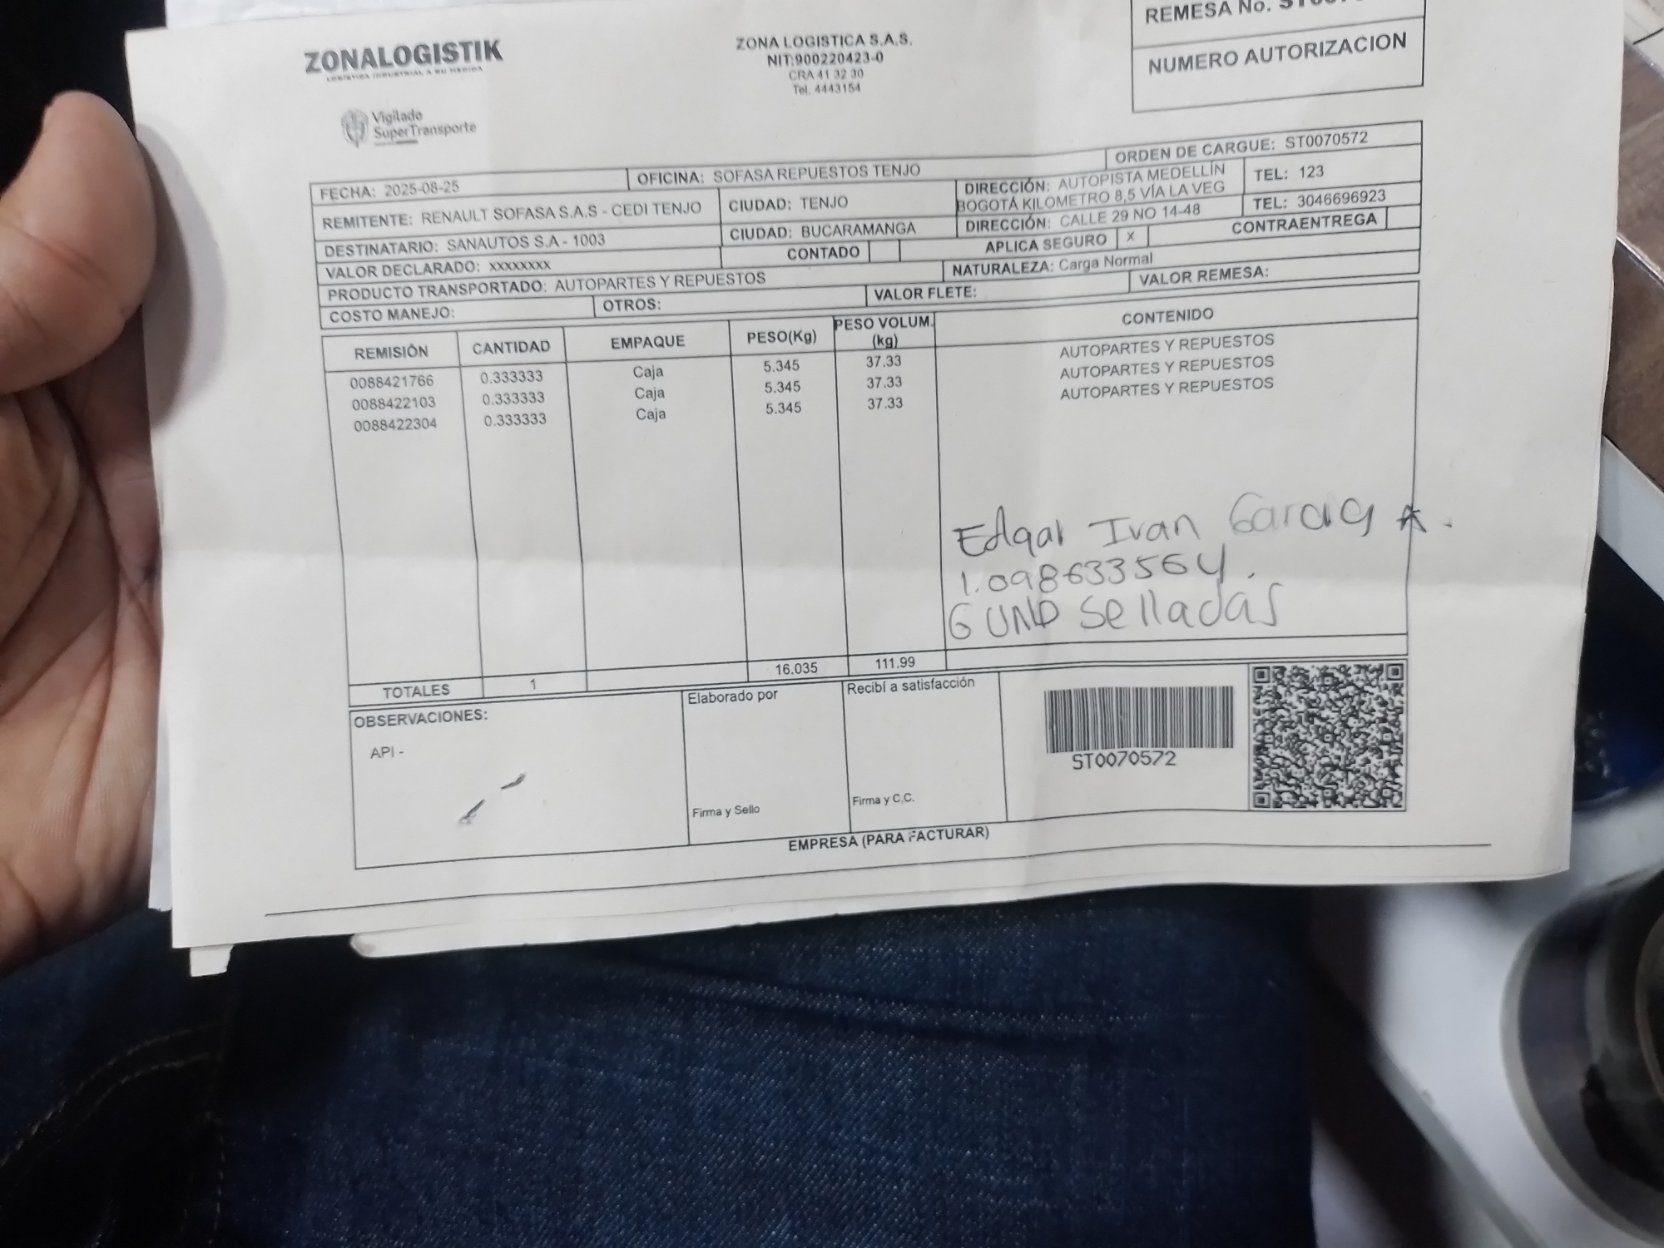 ZONALOGISTIK
LOGÍSTICA INDUSTRIAL A SU MEDIDA
Vigilado
SuperTransporte
ZONA LOGISTICA S.A.S.
NIT:900220423-0
CRA 41 32 30
Tel. 4443154
REMESA No.
NUMERO AUTORIZACION
ORDEN DE CARGUE: ST0070572
FECHA: 2025-08-25 OFICINA: SOFASA REPUESTOS TENJO
REMITENTE: RENAULT SOFASA S.A.S - CEDI TENJO CIUDAD: TENJO DIRECCIÓN: AUTOPISTA MEDELLÍN TEL: 123
BOGOTÁ KILOMETRO 8,5 VÍA LA VEG
DESTINATARIO: SANAUTOS S.A - 1003 CIUDAD: BUCARAMANGA DIRECCIÓN: CALLE 29 NO 14-48 TEL: 3046696923
VALOR DECLARADO: xxxxxxxx CONTADO APLICA SEGURO X CONTRAENTREGA
PRODUCTO TRANSPORTADO: AUTOPARTES Y REPUESTOS NATURALEZA: Carga Normal
COSTO MANEJO: OTROS: VALOR FLETE: VALOR REMESA:
REMISIÓN CANTIDAD EMPAQUE PESO(Kg) PESO VOLUM. (kg) CONTENIDO
0088421766 0.333333 Caja 5.345 37.33 AUTOPARTES Y REPUESTOS
0088422103 0.333333 Caja 5.345 37.33 AUTOPARTES Y REPUESTOS
0088422304 0.333333 Caja 5.345 37.33 AUTOPARTES Y REPUESTOS
Edgar Ivan Garcia A.
1.098633564.
6 UND Selladas
TOTALES 1 16.035 111.99
OBSERVACIONES:
API -
Elaborado por
Firma y Sello
Recibí a satisfacción
Firma y C,C.
ST0070572
EMPRESA (PARA FACTURAR)